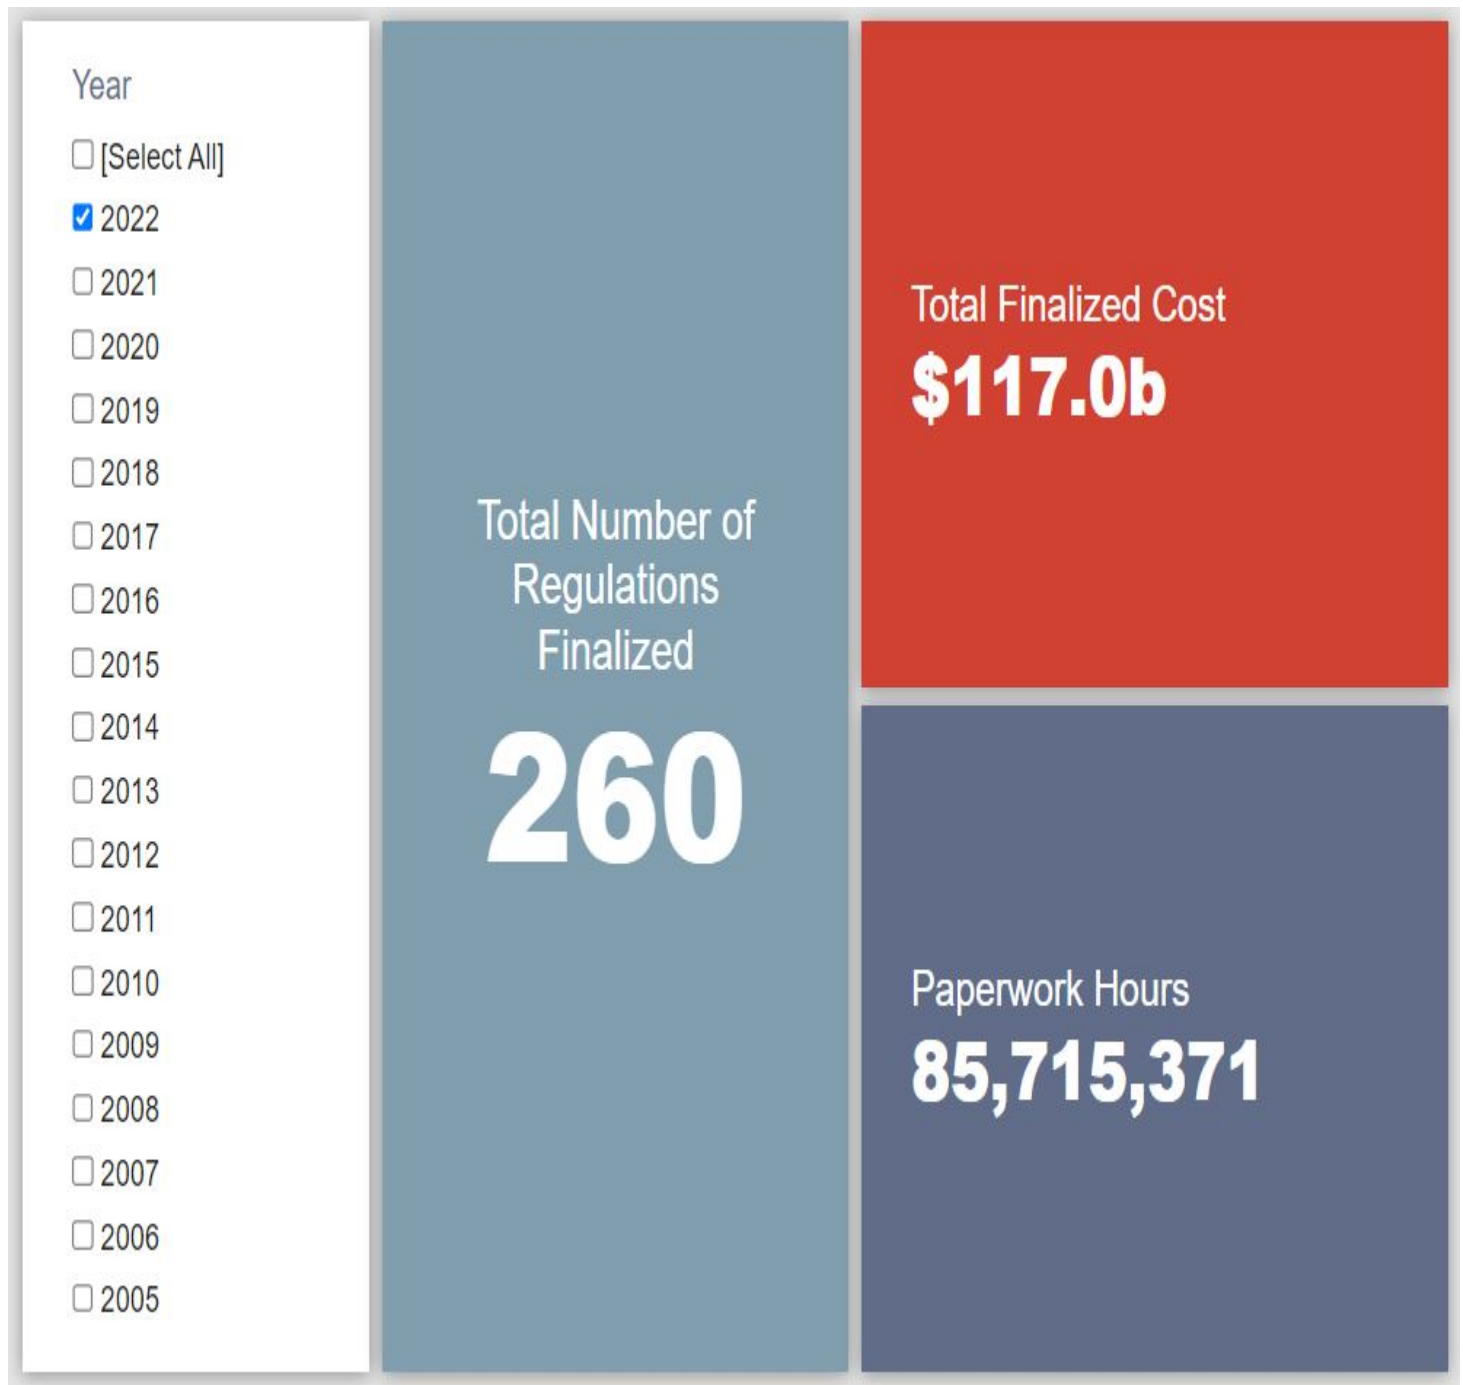 Year
[Select All]
2022
2021
2020
2019
2018
2017
2016
2015
2014
2013
2012
2011
2010
2009
2008
2007
2006
2005
Total Number of
Regulations
Finalized
260
Total Finalized Cost
$117.0b
Paperwork Hours
85,715,371